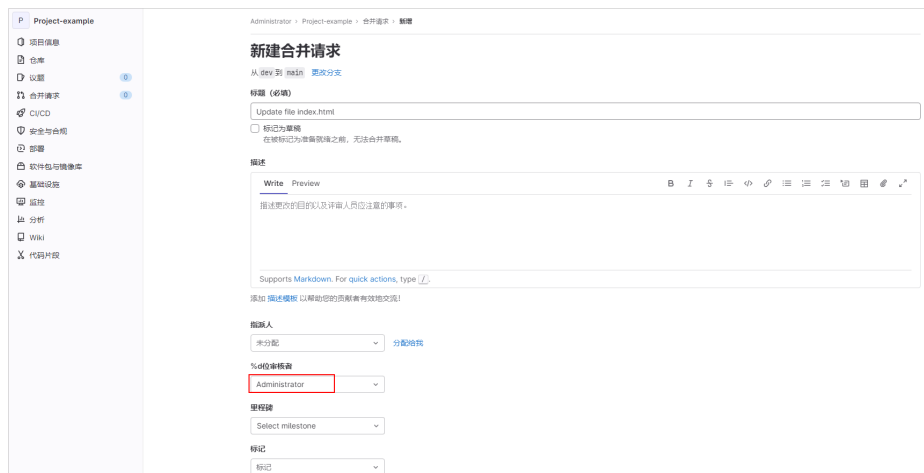 P Project-example
项目信息
仓库
议题 0
合并请求 0
CI/CD
安全与合规
部署
软件包与镜像库
基础设施
监控
分析
Wiki
代码片段
Administrator > Project-example > 合并请求 > 新增
新建合并请求
从 dev 到 main 更改分支
标题 (必填)
Update file index.html
标记为草稿
在被标记为准备就绪之前，无法合并草稿。
描述
Write Preview
描述更改的目的以及评审人员应注意的事项。
Supports Markdown. For quick actions, type /.
添加 描述模板 以帮助您的贡献者有效地交流!
指派人
未分配 分配给我
%d位审核者
Administrator
里程碑
Select milestone
标记
标记